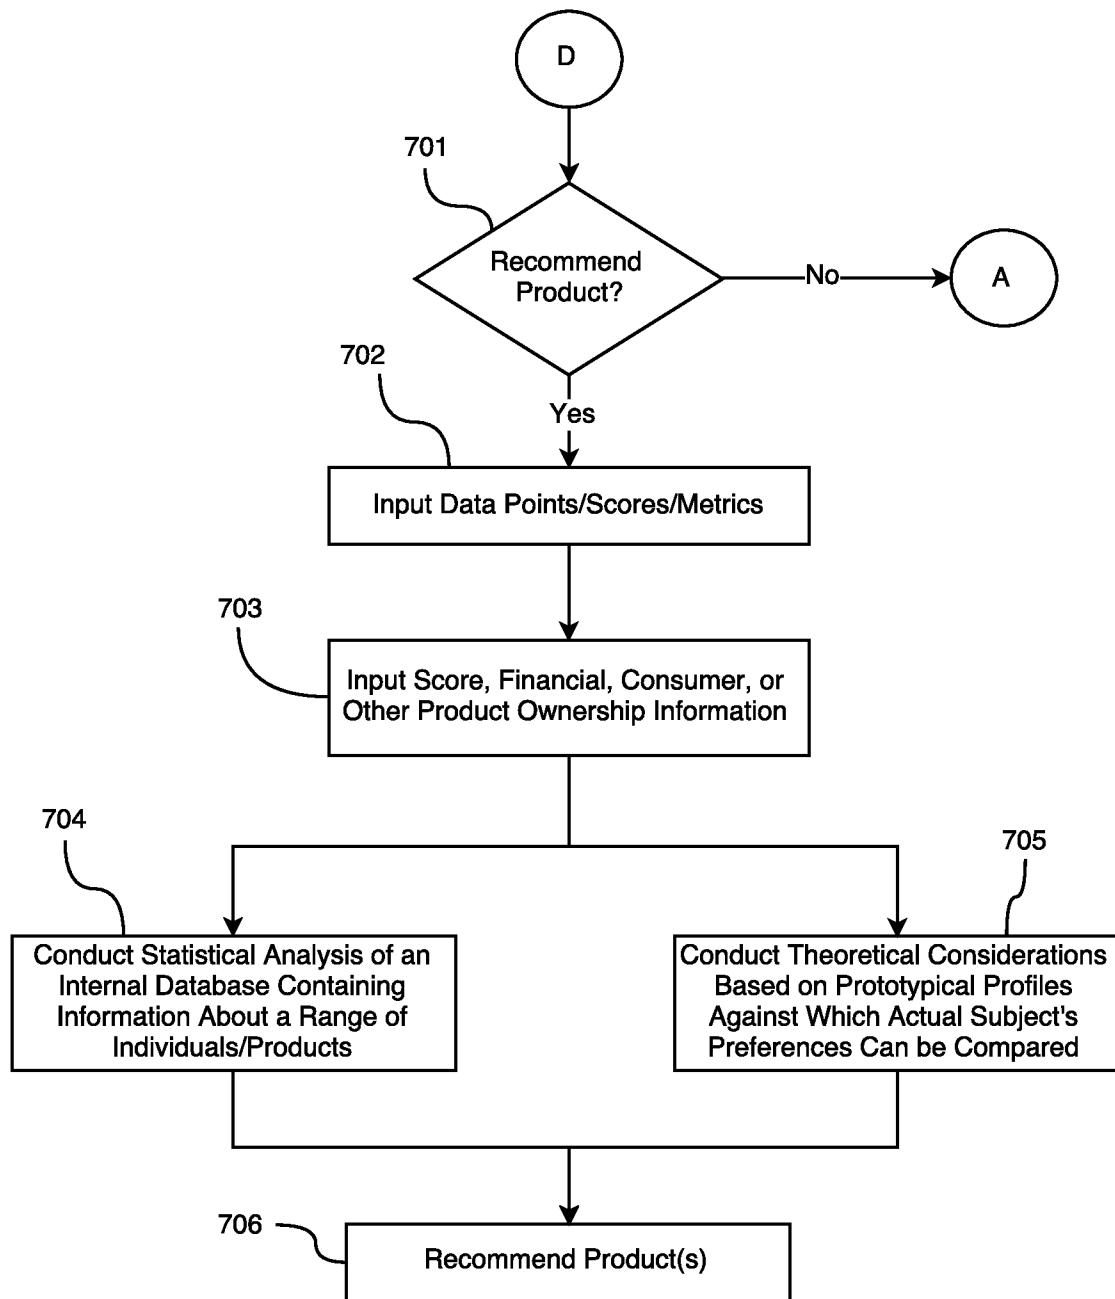 D
701
Recommend
Product?
No
A
702
Yes
Input Data Points/Scores/Metrics
703
Input Score, Financial, Consumer, or
Other Product Ownership Information
704
705
Conduct Statistical Analysis of an
Internal Database Containing
Information About a Range of
Individuals/Products
Conduct Theoretical Considerations
Based on Prototypical Profiles
Against Which Actual Subject's
Preferences Can be Compared
706
Recommend Product(s)